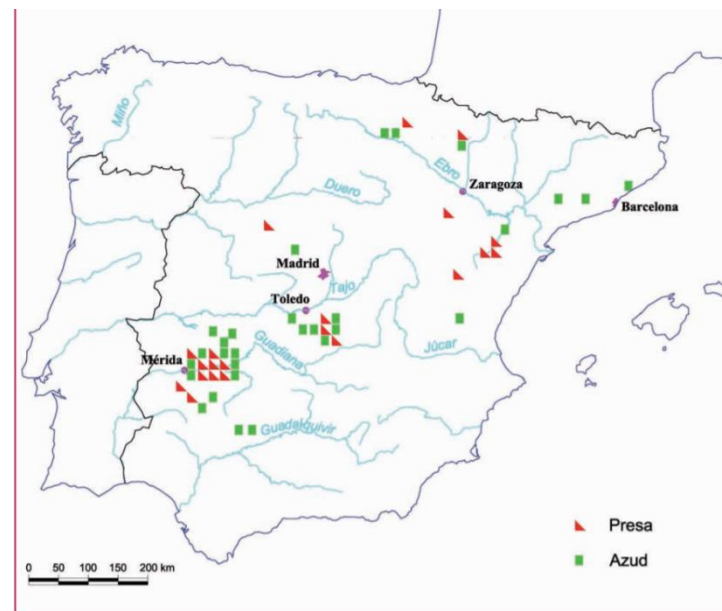 Miño
Duero
Ebro
Zaragoza
Barcelona
Madrid
Tajo
Toledo
Guadiana
Júcar
Mérida
Guadalquivir
Presa
Azud
0 50 100 150 200 km